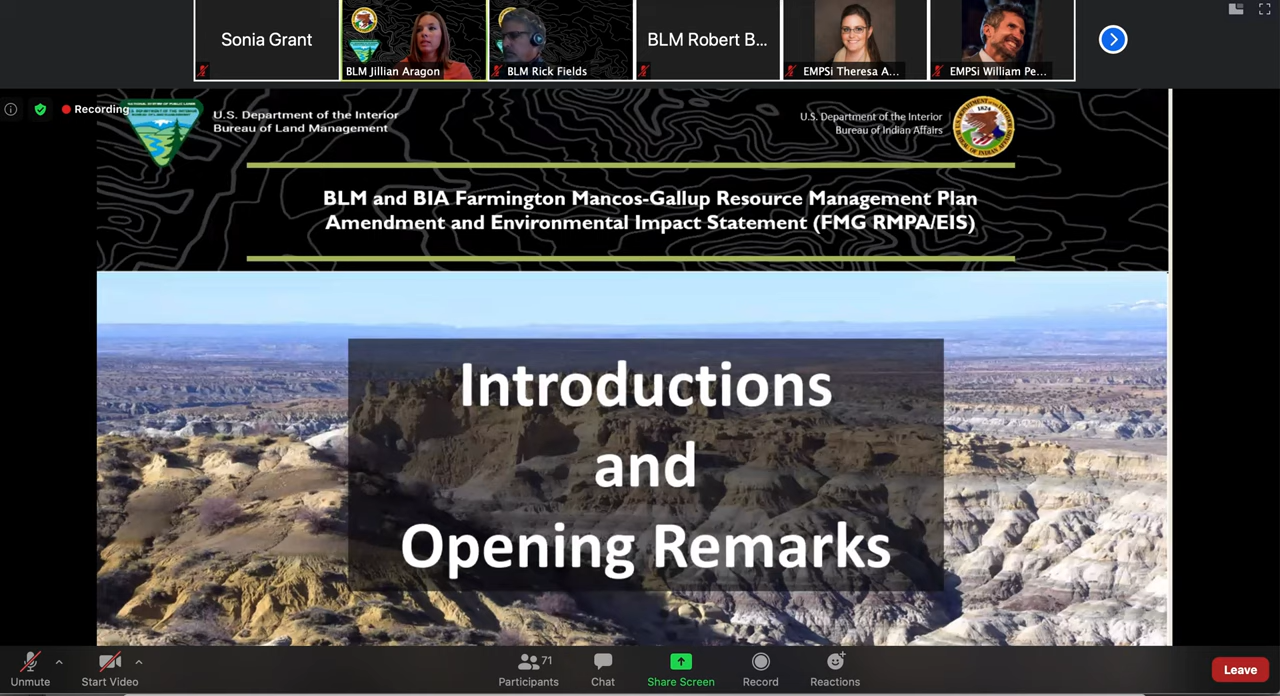 Sonia Grant
BLM Jillian Aragon
BLM Rick Fields
BLM Robert B...
EMPSi Theresa A...
EMPSi William Pe...
Recording
U.S. Department of the Interior
Bureau of Land Management
U.S. Department of the Interior
Bureau of Indian Affairs
BLM and BIA Farmington Mancos-Gallup Resource Management Plan
Amendment and Environmental Impact Statement (FMG RMPA/EIS)
Introductions
and
Opening Remarks
Unmute
Start Video
71
Participants
Chat
Share Screen
Record
Reactions
Leave